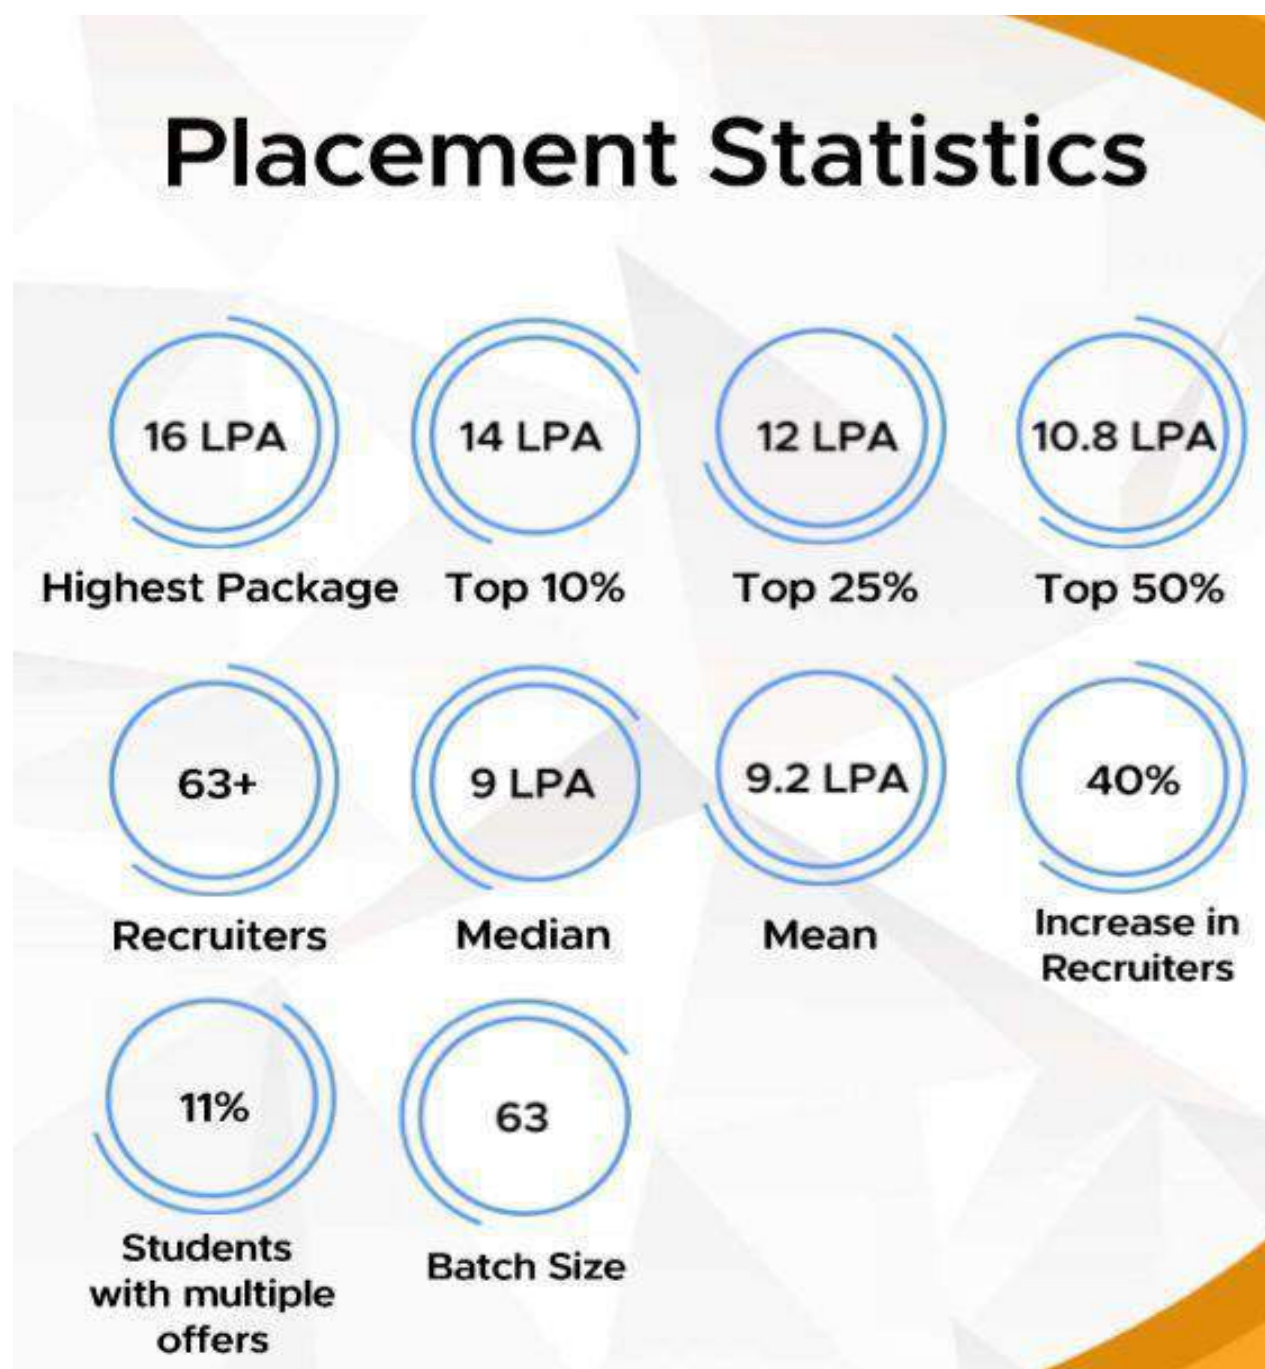 Placement Statistics
16 LPA
Highest Package
14 LPA
Top 10%
12 LPA
Top 25%
10.8 LPA
Top 50%
63+
Recruiters
9 LPA
Median
9.2 LPA
Mean
40%
Increase in
Recruiters
11%
Students
with multiple
offers
63
Batch Size